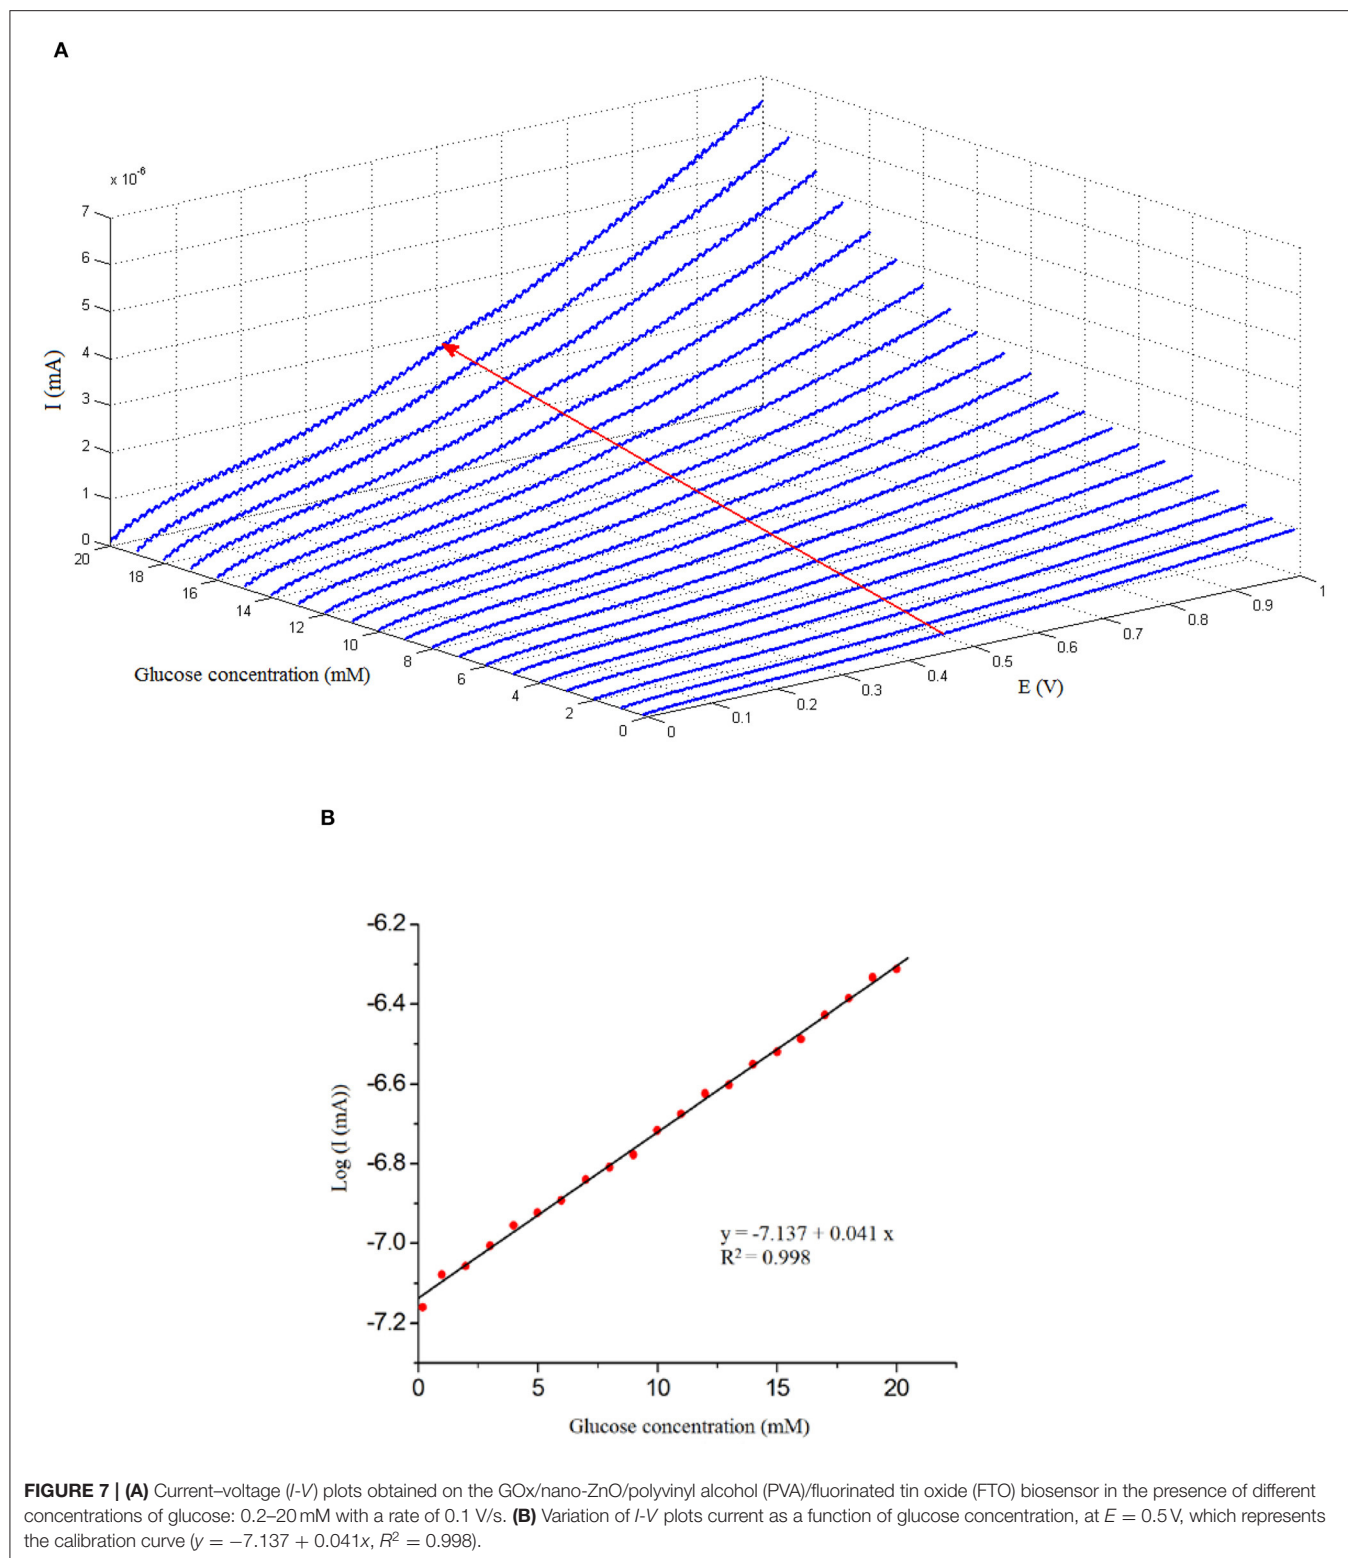 A
x 10-6
7
6
5
4
3
2
1
0
I (mA)
20
18
16
14
12
10
8
6
4
2
0
Glucose concentration (mM)
0
0.1
0.2
0.3
0.4
0.5
0.6
0.7
0.8
0.9
1
E (V)
B
-6.2
-6.4
-6.6
-6.8
-7.0
-7.2
Log (I (mA))
y = -7.137 + 0.041 x
R2 = 0.998
0 5 10 15 20
Glucose concentration (mM)
FIGURE 7 | (A) Current–voltage (I-V) plots obtained on the GOx/nano-ZnO/polyvinyl alcohol (PVA)/fluorinated tin oxide (FTO) biosensor in the presence of different
concentrations of glucose: 0.2–20 mM with a rate of 0.1 V/s. (B) Variation of I-V plots current as a function of glucose concentration, at E = 0.5 V, which represents
the calibration curve (y = −7.137 + 0.041x, R2 = 0.998).